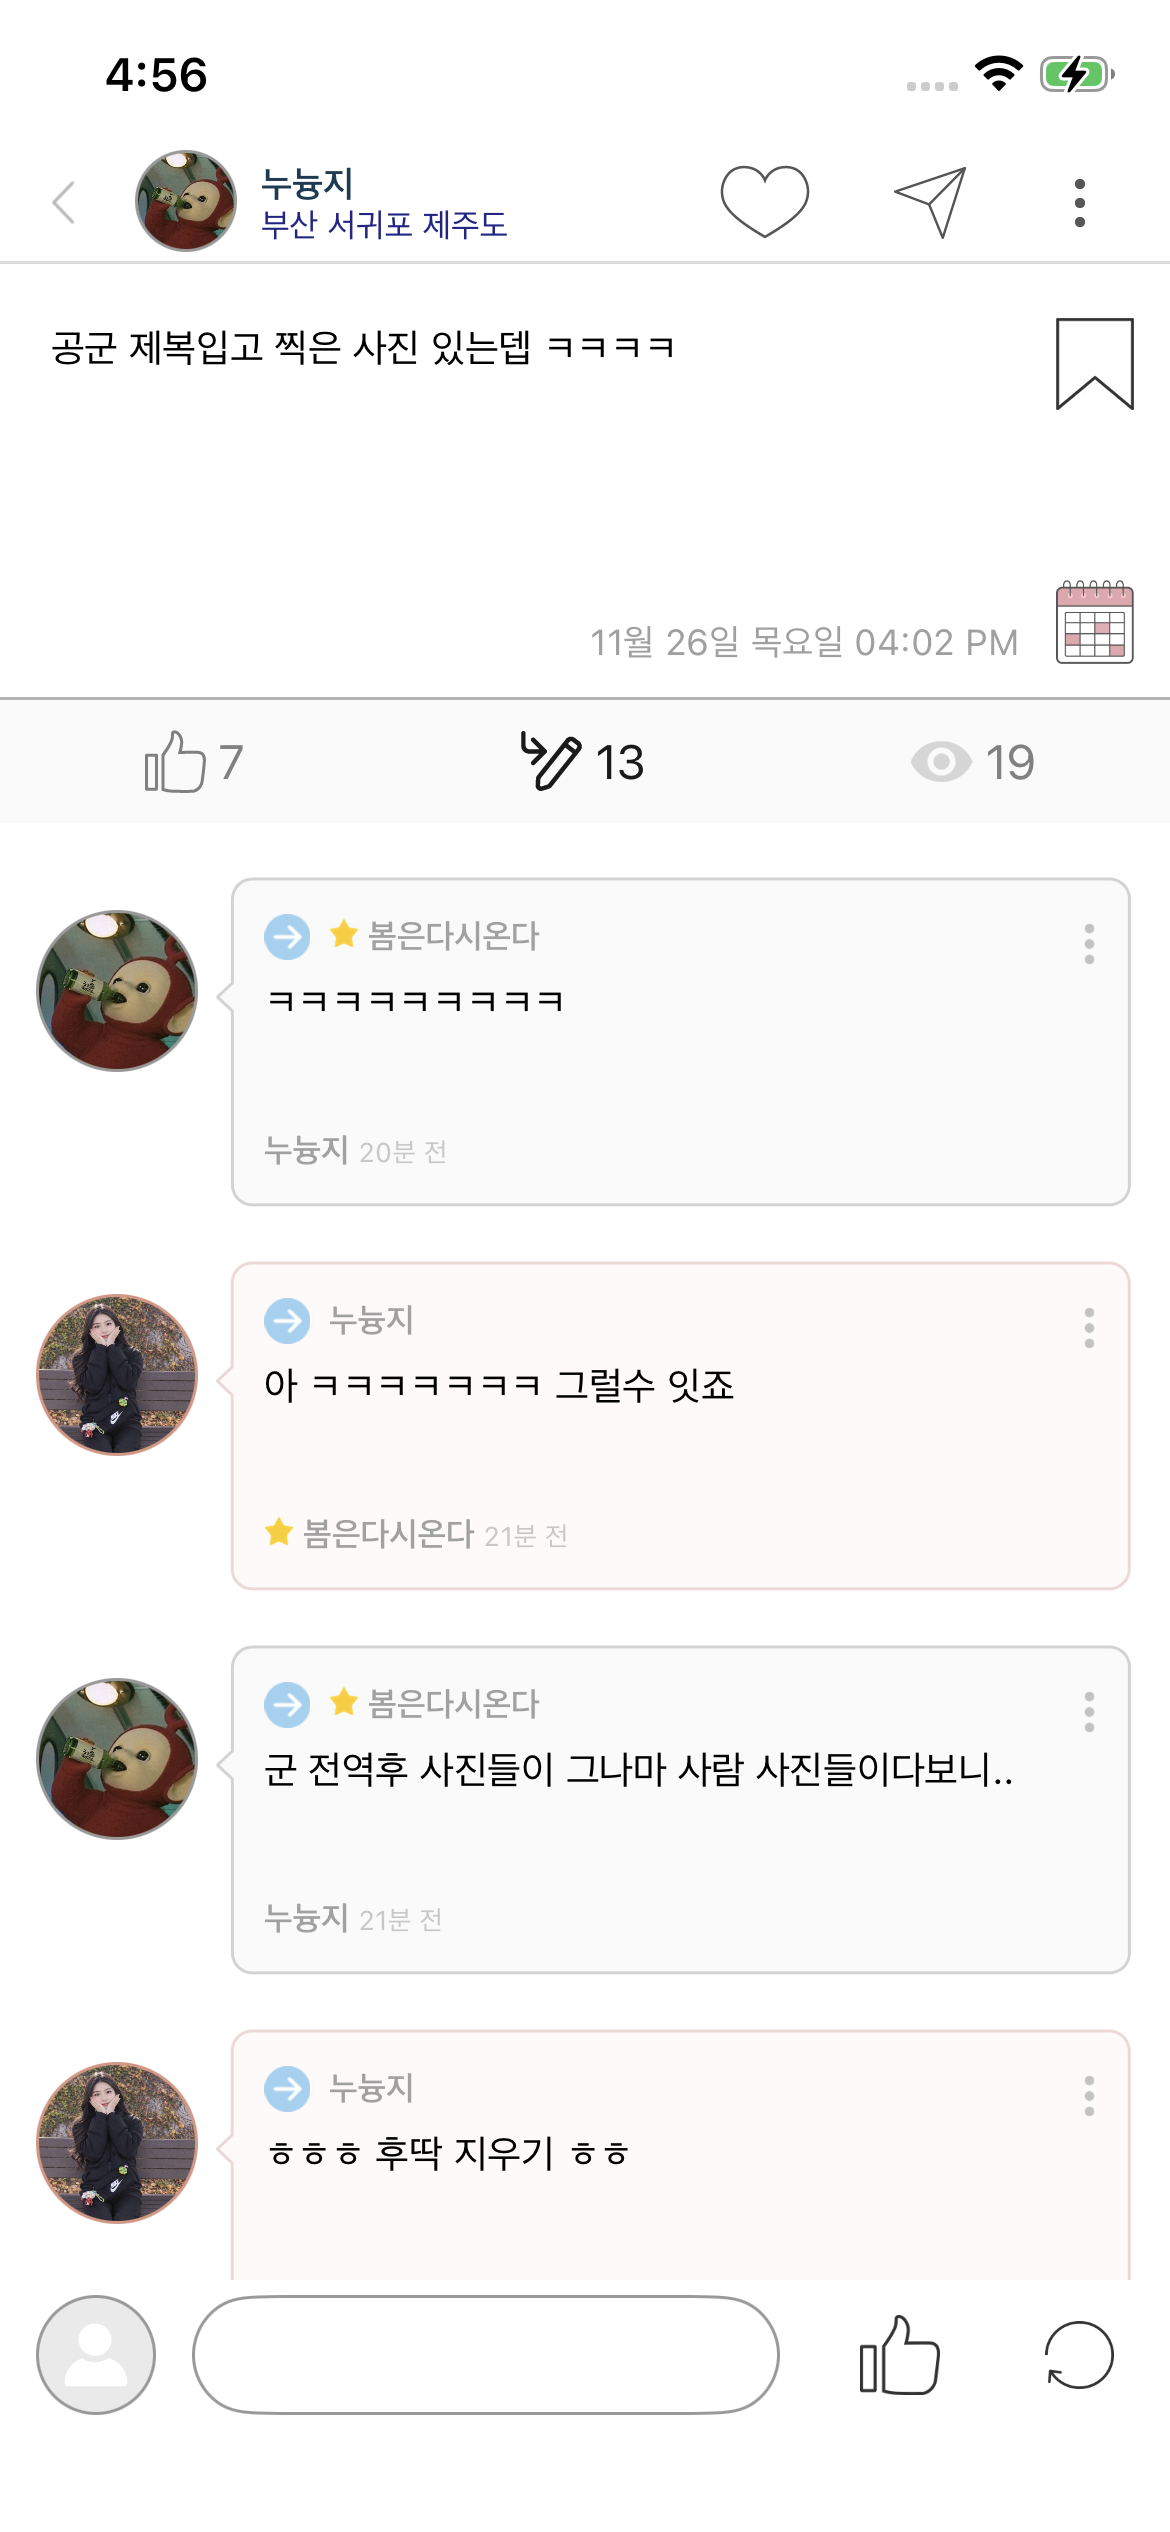 4:56
누늉지
부산 서귀포 제주도
공군 제복입고 찍은 사진 있는뎁 ㅋㅋㅋㅋ
11월 26일 목요일 04:02 PM
7 13 19
봄은다시온다
ㅋㅋㅋㅋㅋㅋㅋㅋㅋ
누늉지 20분 전
누늉지
아 ㅋㅋㅋㅋㅋㅋㅋ 그럴수 잇죠
봄은다시온다 21분 전
봄은다시온다
군 전역후 사진들이 그나마 사람 사진들이다보니..
누늉지 21분 전
누늉지
ㅎㅎㅎ 후딱 지우기 ㅎㅎ